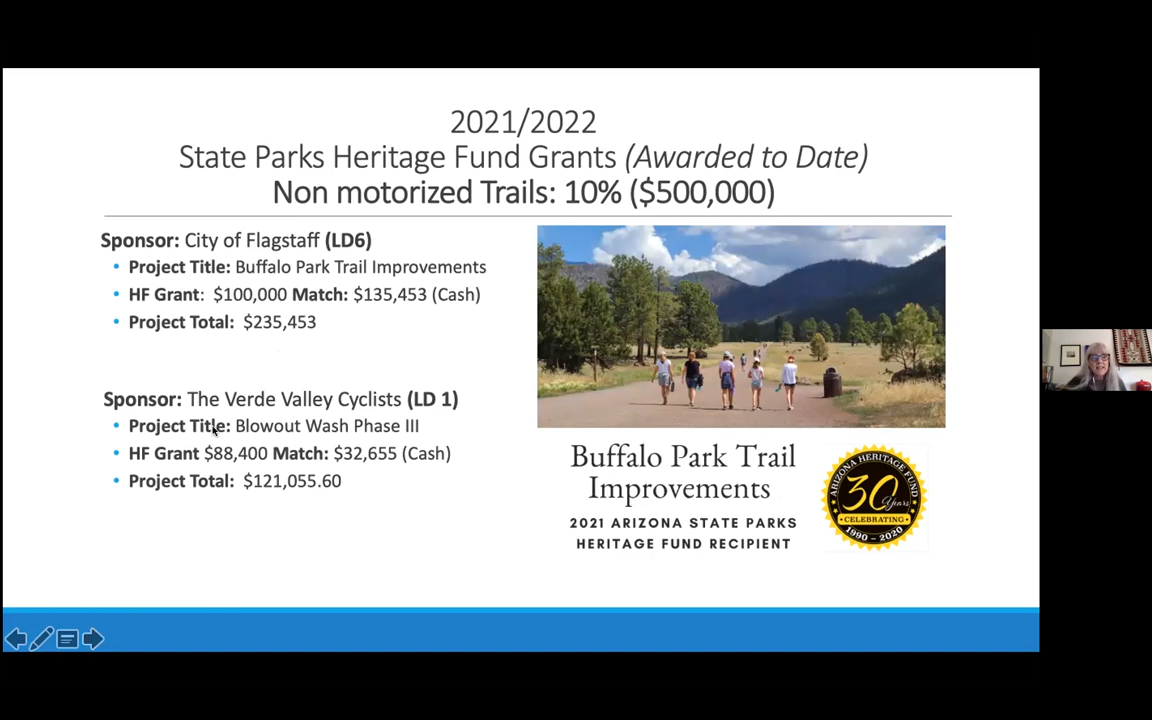 2021/2022
State Parks Heritage Fund Grants (Awarded to Date)
Non motorized Trails: 10% ($500,000)
Sponsor: City of Flagstaff (LD6)
• Project Title: Buffalo Park Trail Improvements
• HF Grant: $100,000 Match: $135,453 (Cash)
• Project Total: $235,453
Sponsor: The Verde Valley Cyclists (LD 1)
• Project Title: Blowout Wash Phase III
• HF Grant $88,400 Match: $32,655 (Cash)
• Project Total: $121,055.60
Buffalo Park Trail
Improvements
2021 ARIZONA STATE PARKS
HERITAGE FUND RECIPIENT
ARIZONA HERITAGE FUND
30 Years
CELEBRATING
1990 – 2020